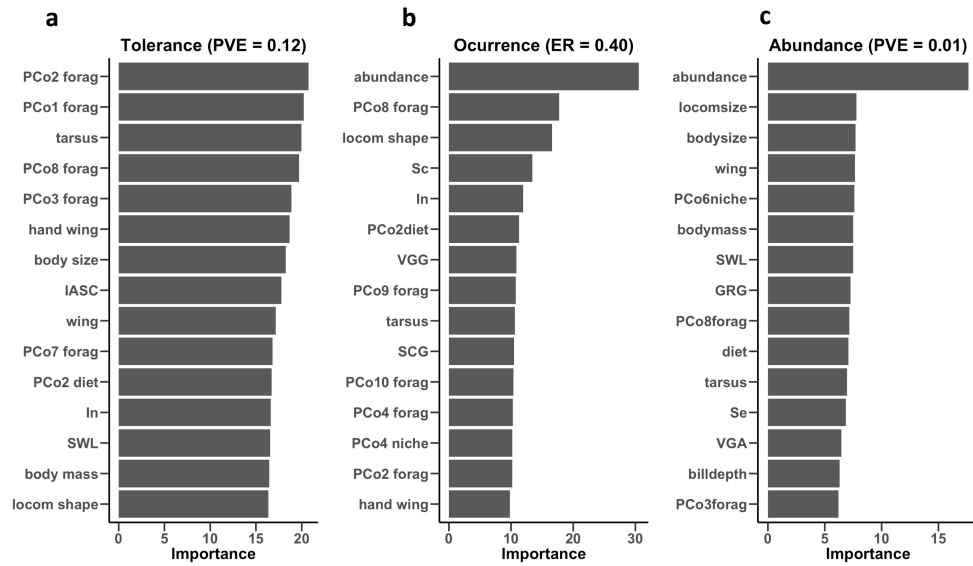 a
Tolerance (PVE = 0.12)
PCo2 forag
PCo1 forag
tarsus
PCo8 forag
PCo3 forag
hand wing
body size
IASC
wing
PCo7 forag
PCo2 diet
In
SWL
body mass
locom shape
0 5 10 15 20
Importance
b
Ocurrence (ER = 0.40)
abundance
PCo8 forag
locom shape
Sc
In
PCo2diet
VGG
PCo9 forag
tarsus
SCG
PCo10 forag
PCo4 forag
PCo4 niche
PCo2 forag
hand wing
0 10 20 30
Importance
c
Abundance (PVE = 0.01)
abundance
locomsize
bodysize
wing
PCo6niche
bodymass
SWL
GRG
PCo8forag
diet
tarsus
Se
VGA
billdepth
PCo3forag
0 5 10 15
Importance